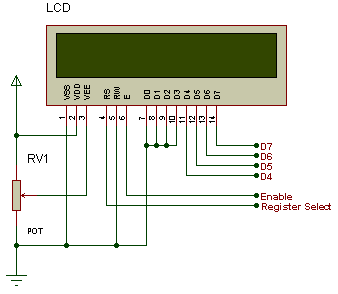 LCD
VSS VDD VEE RS RW E D0 D1 D2 D3 D4 D5 D6 D7
1 2 3 4 5 6 7 8 9 10 11 12 13 14
D7
D6
RV1
D5
D4
Enable
Register Select
POT